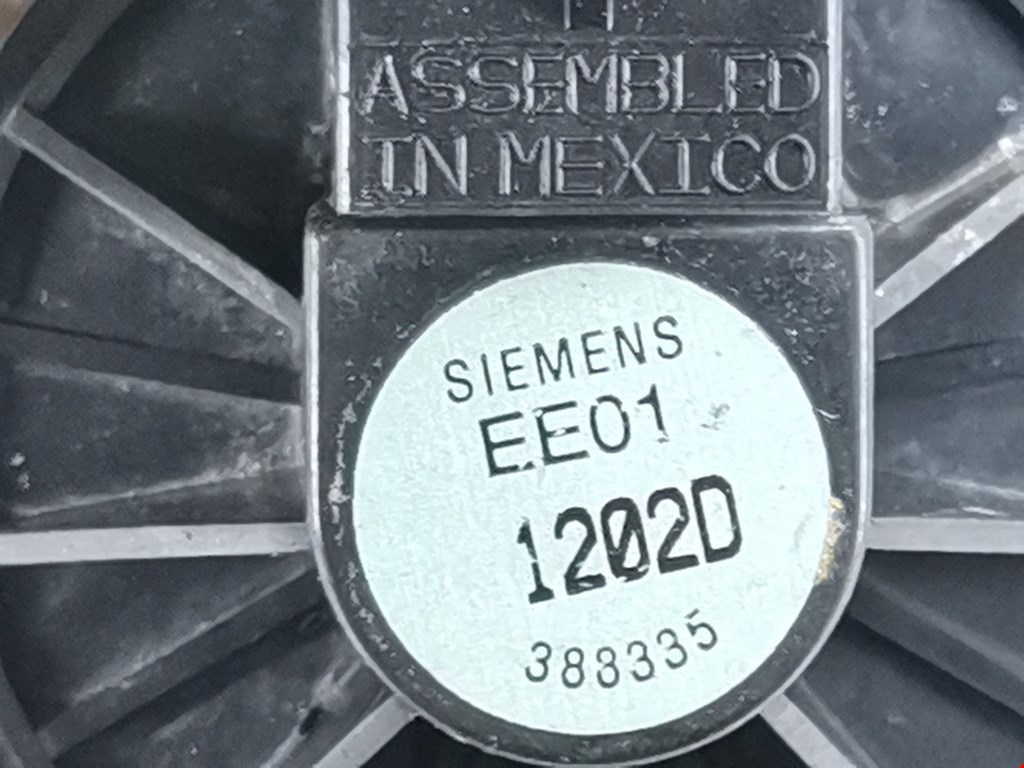 ASSEMBLED
IN MEXICO
SIEMENS
EE01
1202D
388335